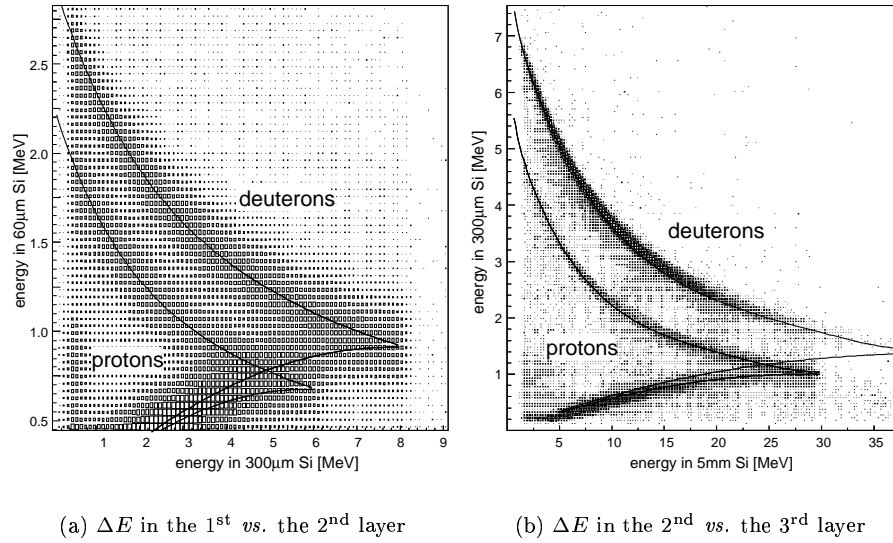 2.5
2.0
1.5
1.0
0.5
energy in 60μm Si [MeV]
deuterons
protons
1 2 3 4 5 6 7 8 9
energy in 300μm Si [MeV]
7
6
5
4
3
2
1
energy in 300μm Si [MeV]
deuterons
protons
5 10 15 20 25 30 35
energy in 5mm Si [MeV]
(a) ΔE in the 1st vs. the 2nd layer
(b) ΔE in the 2nd vs. the 3rd layer